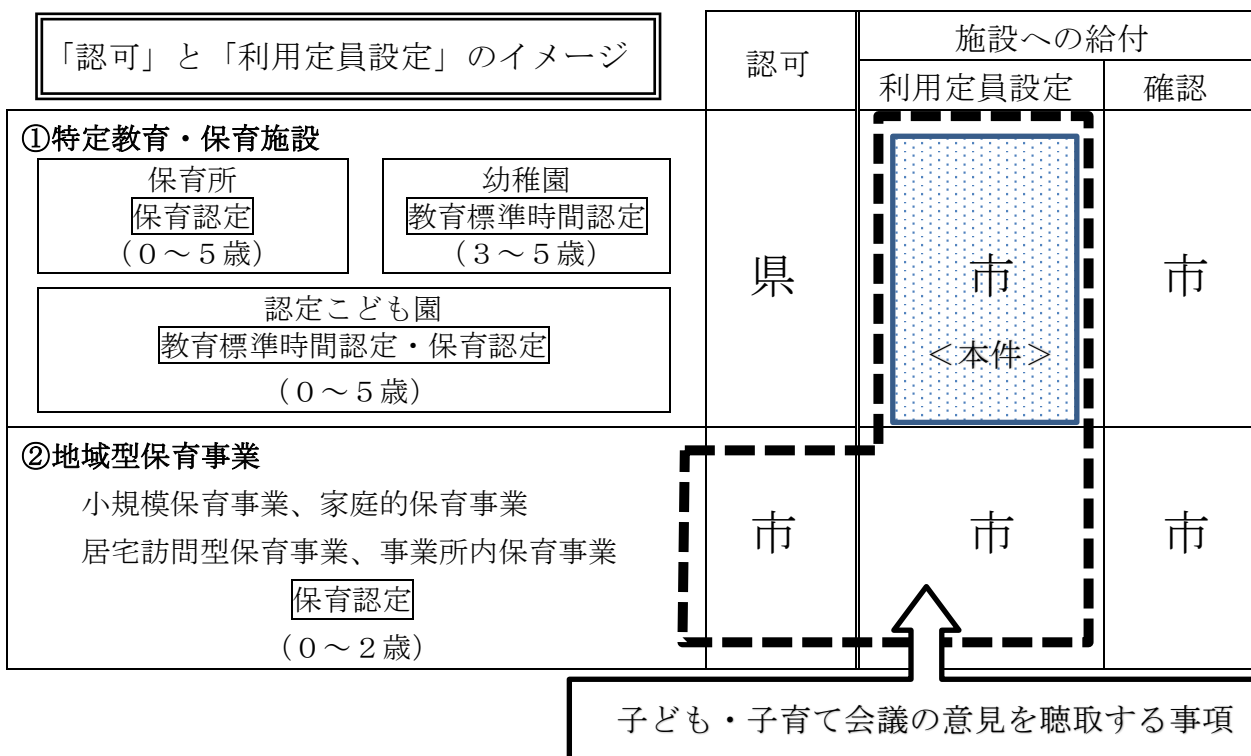 「認可」と「利用定員設定」のイメージ
認可
施設への給付
利用定員設定
確認
①特定教育・保育施設
保育所
保育認定
（０～５歳）
幼稚園
教育標準時間認定
（３～５歳）
認定こども園
教育標準時間認定・保育認定
（０～５歳）
県
市
＜本件＞
市
②地域型保育事業
小規模保育事業、家庭的保育事業
居宅訪問型保育事業、事業所内保育事業
保育認定
（０～２歳）
市
市
市
子ども・子育て会議の意見を聴取する事項